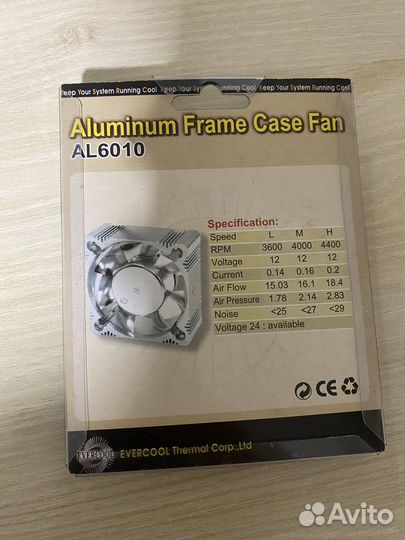 Keep Your System Running Cool Keep Your System Running Cool Keep Your System Running Cool
Aluminum Frame Case Fan
AL6010
Specification:
Speed L M H
RPM 3600 4000 4400
Voltage 12 12 12
Current 0.14 0.16 0.2
Air Flow 15.03 16.1 18.4
Air Pressure 1.78 2.14 2.83
Noise <25 <27 <29
Voltage 24 : available
CE
EVERCOOL
EVERCOOL Thermal Corp.,Ltd
Avito